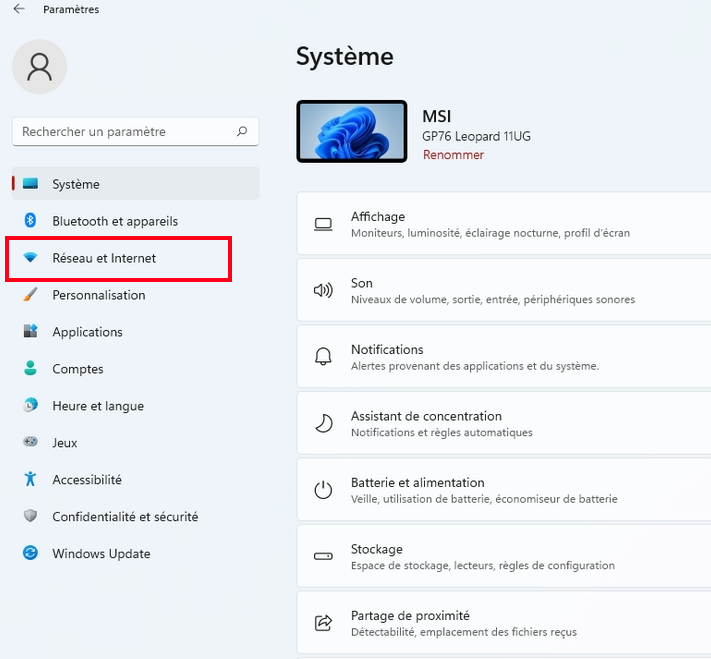 Paramètres
Rechercher un paramètre
Système
Bluetooth et appareils
Réseau et Internet
Personnalisation
Applications
Comptes
Heure et langue
Jeux
Accessibilité
Confidentialité et sécurité
Windows Update
Système
MSI
GP76 Leopard 11UG
Renommer
Affichage
Moniteurs, luminosité, éclairage nocturne, profil d'écran
Son
Niveaux de volume, sortie, entrée, périphériques sonores
Notifications
Alertes provenant des applications et du système.
Assistant de concentration
Notifications et règles automatiques
Batterie et alimentation
Veille, utilisation de batterie, économiseur de batterie
Stockage
Espace de stockage, lecteurs, règles de configuration
Partage de proximité
Détectabilité, emplacement des fichiers reçus